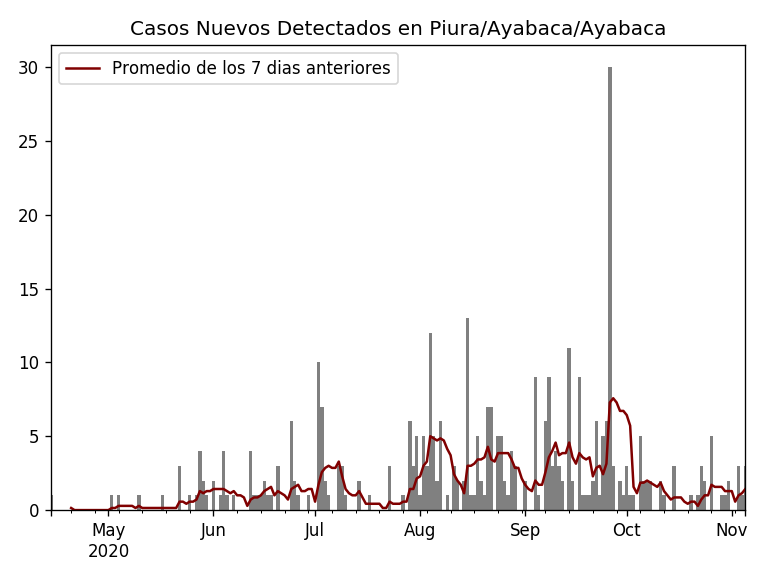 Casos Nuevos Detectados en Piura/Ayabaca/Ayabaca
Promedio de los 7 dias anteriores
30
25
20
15
10
5
0
May Jun Jul Aug Sep Oct Nov
2020